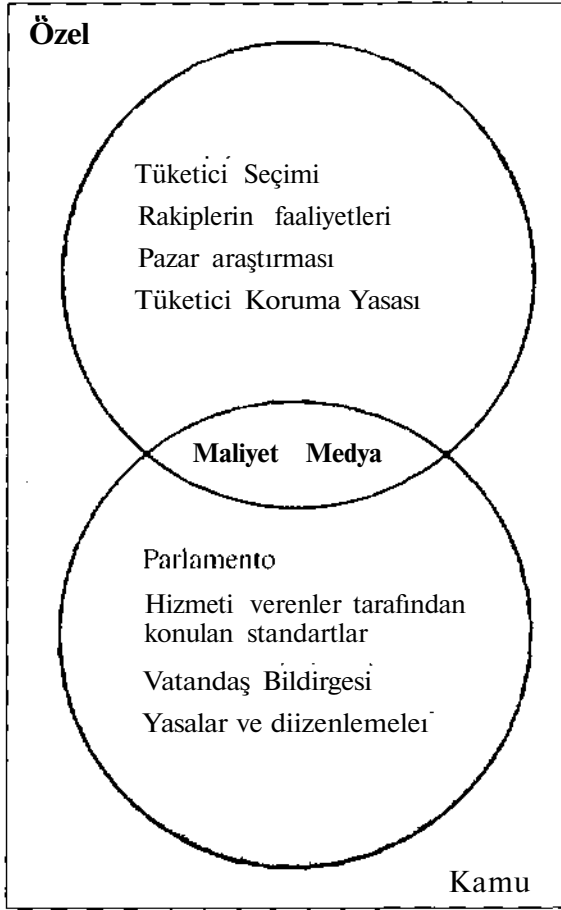 Özel
Tüketici Seçimi
Rakiplerin faaliyetleri
Pazar araştırması
Tüketici Koruma Yasası
Maliyet Medya
Parlamento
Hizmeti verenler tarafından
konulan standartlar
Vatandaş Bildirgesi
Yasalar ve diizenlemeler
Kamu